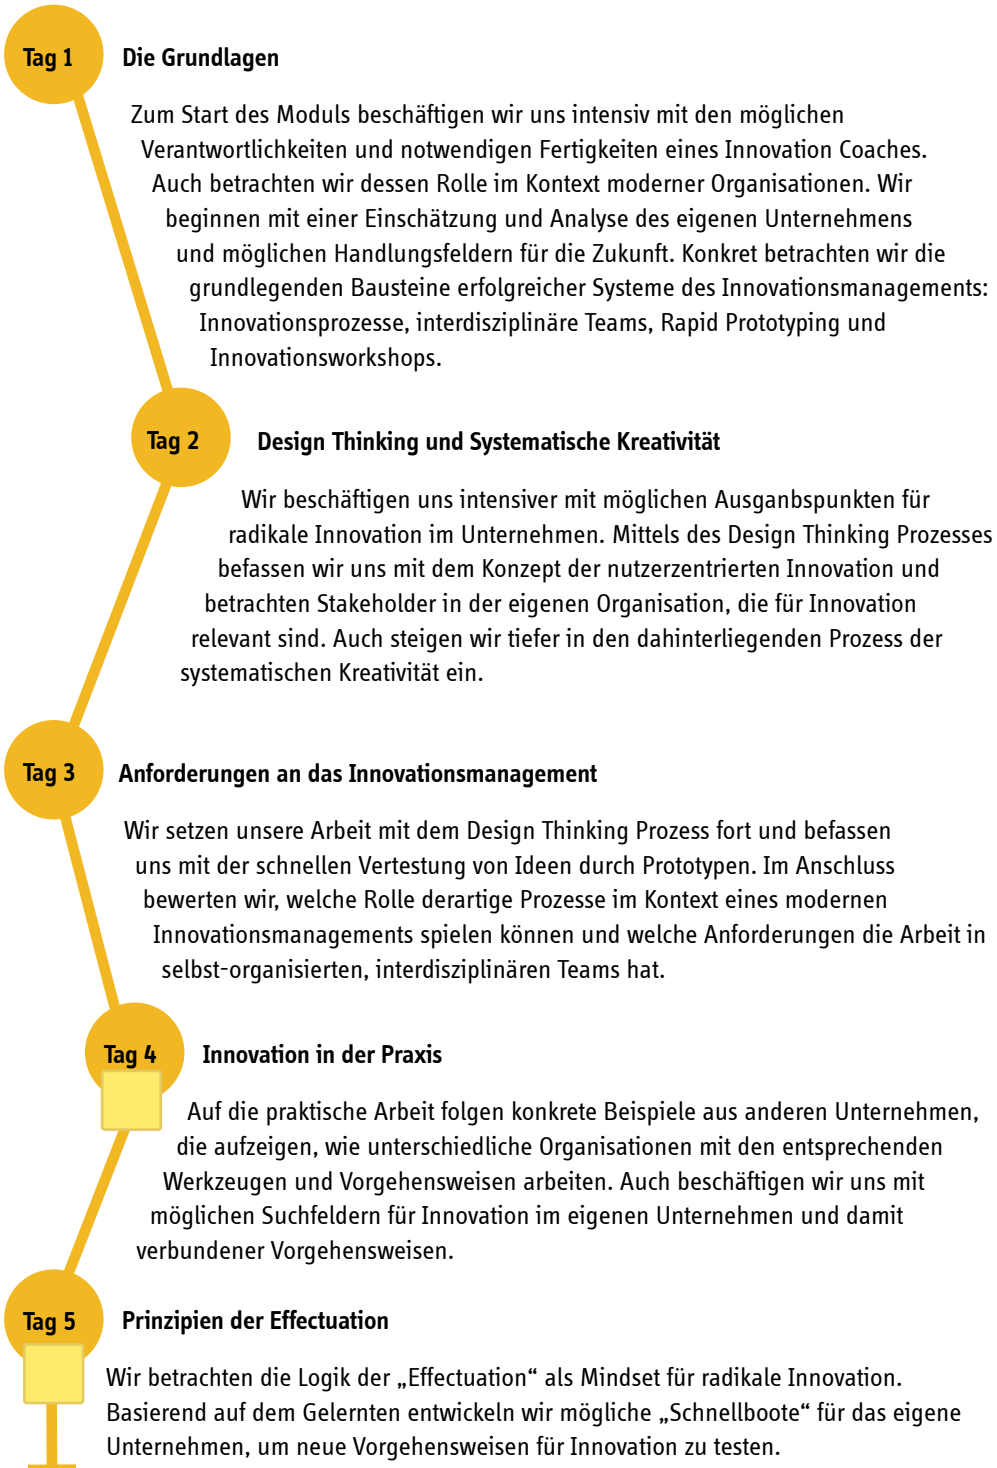 Tag 1
Die Grundlagen
Zum Start des Moduls beschäftigen wir uns intensiv mit den möglichen
Verantwortlichkeiten und notwendigen Fertigkeiten eines Innovation Coaches.
Auch betrachten wir dessen Rolle im Kontext moderner Organisationen. Wir
beginnen mit einer Einschätzung und Analyse des eigenen Unternehmens
und möglichen Handlungsfeldern für die Zukunft. Konkret betrachten wir die
grundlegenden Bausteine erfolgreicher Systeme des Innovationsmanagements:
Innovationsprozesse, interdisziplinäre Teams, Rapid Prototyping und
Innovationsworkshops.
Tag 2
Design Thinking und Systematische Kreativität
Wir beschäftigen uns intensiver mit möglichen Ausganbspunkten für
radikale Innovation im Unternehmen. Mittels des Design Thinking Prozesses
befassen wir uns mit dem Konzept der nutzerzentrierten Innovation und
betrachten Stakeholder in der eigenen Organisation, die für Innovation
relevant sind. Auch steigen wir tiefer in den dahinterliegenden Prozess der
systematischen Kreativität ein.
Tag 3
Anforderungen an das Innovationsmanagement
Wir setzen unsere Arbeit mit dem Design Thinking Prozess fort und befassen
uns mit der schnellen Vertestung von Ideen durch Prototypen. Im Anschluss
bewerten wir, welche Rolle derartige Prozesse im Kontext eines modernen
Innovationsmanagements spielen können und welche Anforderungen die Arbeit in
selbst-organisierten, interdisziplinären Teams hat.
Tag 4
Innovation in der Praxis
Auf die praktische Arbeit folgen konkrete Beispiele aus anderen Unternehmen,
die aufzeigen, wie unterschiedliche Organisationen mit den entsprechenden
Werkzeugen und Vorgehensweisen arbeiten. Auch beschäftigen wir uns mit
möglichen Suchfeldern für Innovation im eigenen Unternehmen und damit
verbundener Vorgehensweisen.
Tag 5
Prinzipien der Effectuation
Wir betrachten die Logik der „Effectuation“ als Mindset für radikale Innovation.
Basierend auf dem Gelernten entwickeln wir mögliche „Schnellboote“ für das eigene
Unternehmen, um neue Vorgehensweisen für Innovation zu testen.